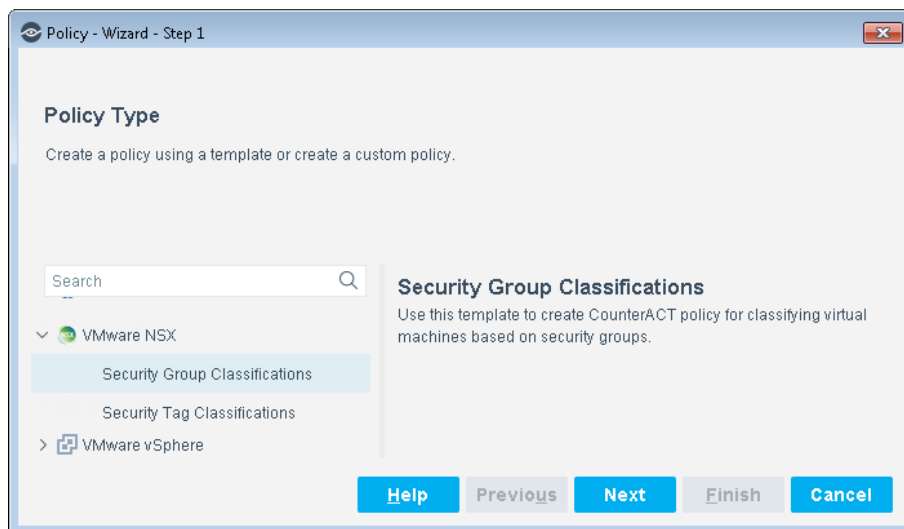 Policy - Wizard - Step 1
Policy Type
Create a policy using a template or create a custom policy.
Search
VMware NSX
Security Group Classifications
Security Tag Classifications
VMware vSphere
Security Group Classifications
Use this template to create CounterACT policy for classifying virtual
machines based on security groups.
Help
Previous
Next
Finish
Cancel